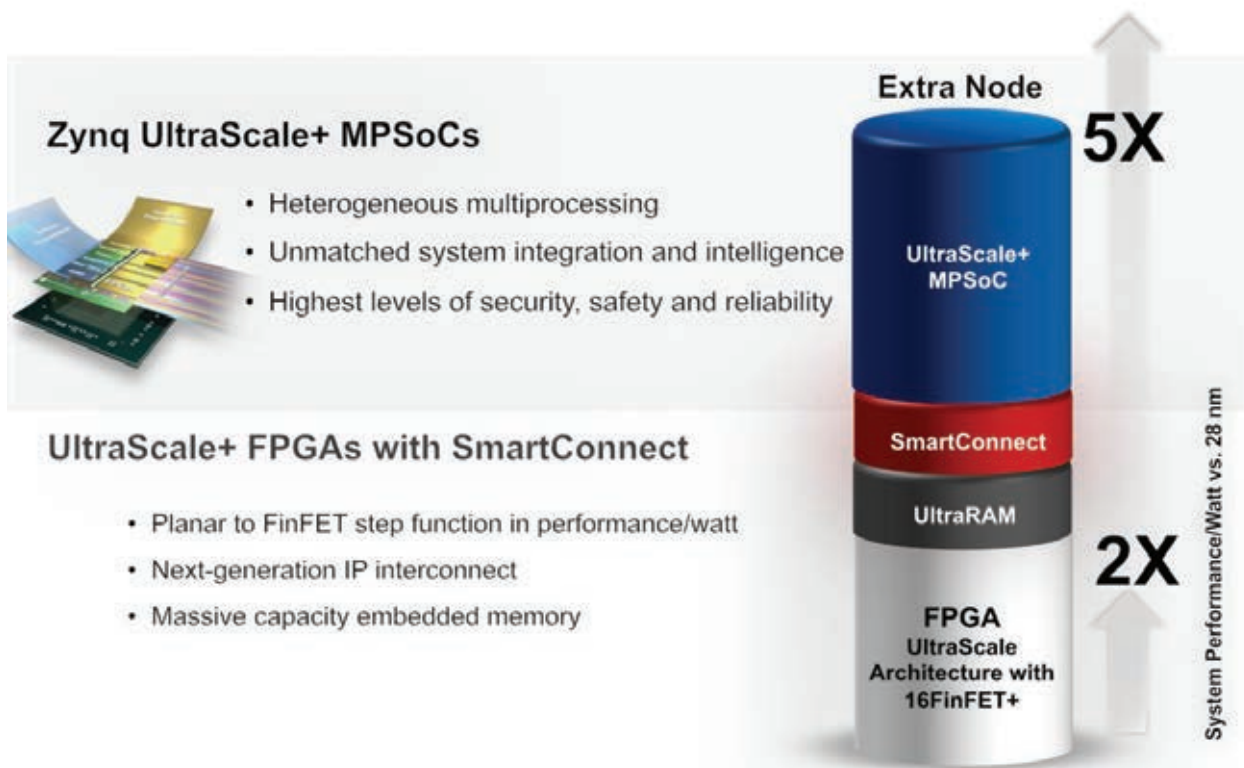 Extra Node
5X
Zynq UltraScale+ MPSoCs
• Heterogeneous multiprocessing
• Unmatched system integration and intelligence
• Highest levels of security, safety and reliability
UltraScale+
MPSoC
SmartConnect
UltraRAM
UltraScale+ FPGAs with SmartConnect
• Planar to FinFET step function in performance/watt
• Next-generation IP interconnect
• Massive capacity embedded memory
2X
FPGA
UltraScale
Architecture with
16FinFET+
System Performance/Watt vs. 28 nm